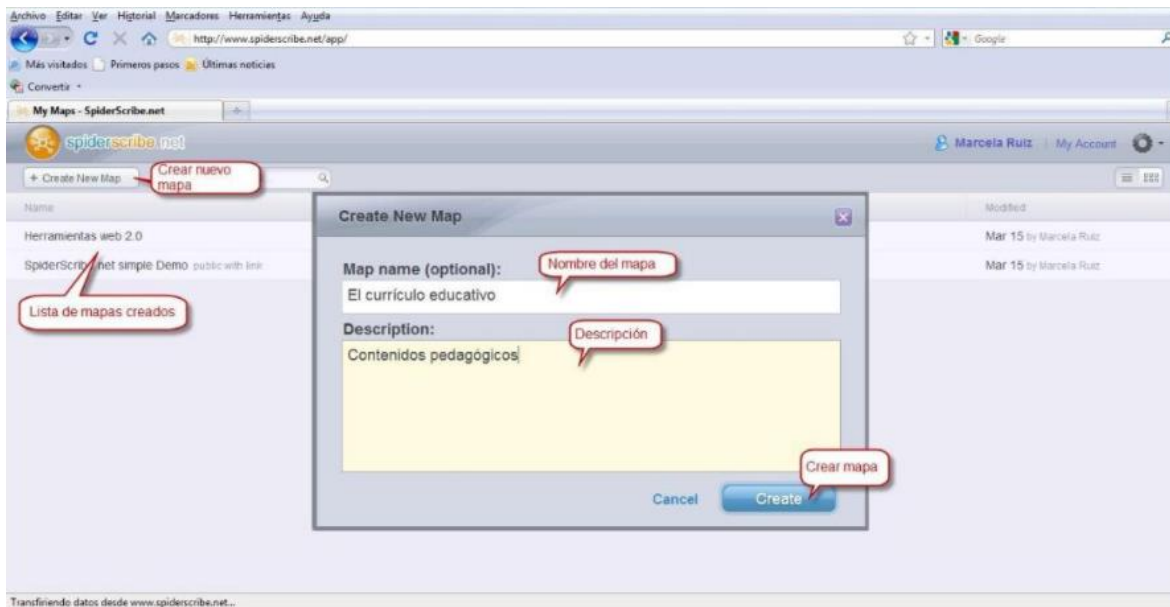 Archivo Editar Ver Historial Marcadores Herramientas Ayuda
http://www.spiderscribe.net/app/
Google
Más visitados Primeros pasos Últimas noticias
Convertir
My Maps - SpiderScribe.net
spiderscribe.net
Marcela Ruiz My Account
+ Create New Map
Crear nuevo
mapa
Name
Modified
Herramientas web 2.0
Mar 15 by Marcela Ruiz
SpiderScribe.net simple Demo public with link
Mar 15 by Marcela Ruiz
Lista de mapas creados
Create New Map
Map name (optional):
Nombre del mapa
El currículo educativo
Description:
Descripción
Contenidos pedagógicos
Crear mapa
Cancel
Create
Transfiriendo datos desde www.spiderscribe.net...